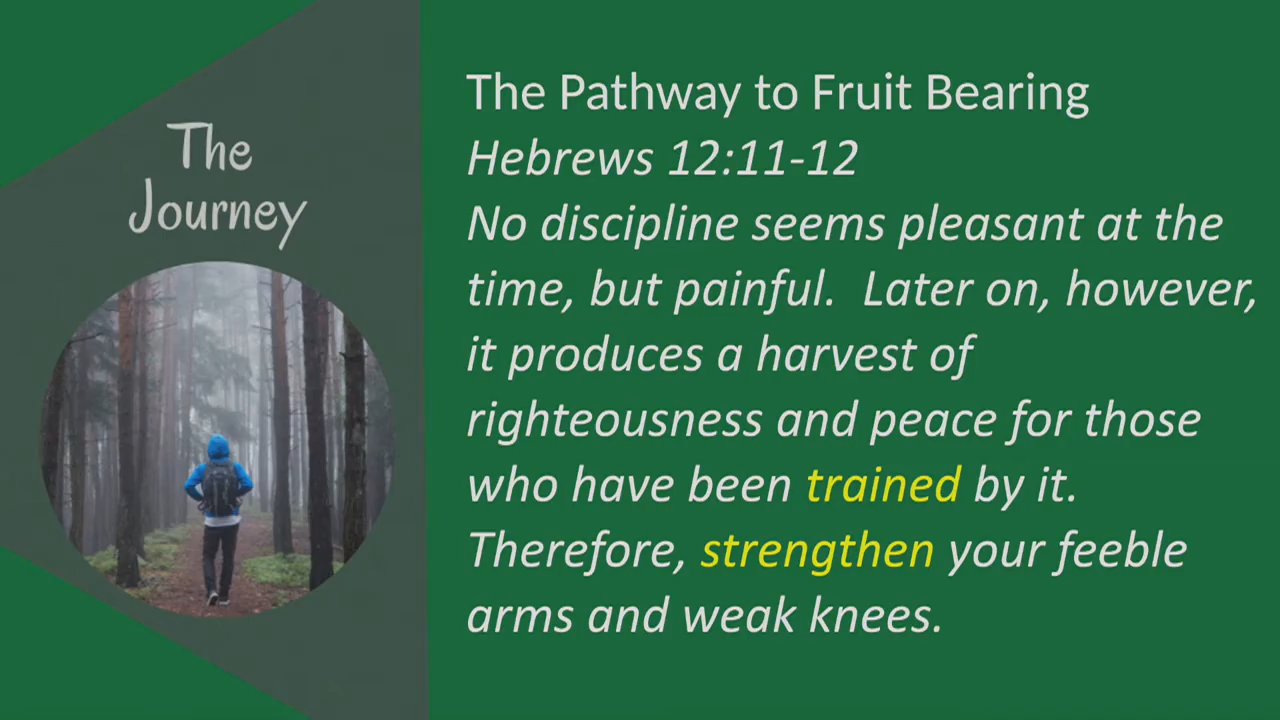 The
Journey
The Pathway to Fruit Bearing
Hebrews 12:11-12
No discipline seems pleasant at the
time, but painful.  Later on, however,
it produces a harvest of
righteousness and peace for those
who have been trained by it.
Therefore, strengthen your feeble
arms and weak knees.